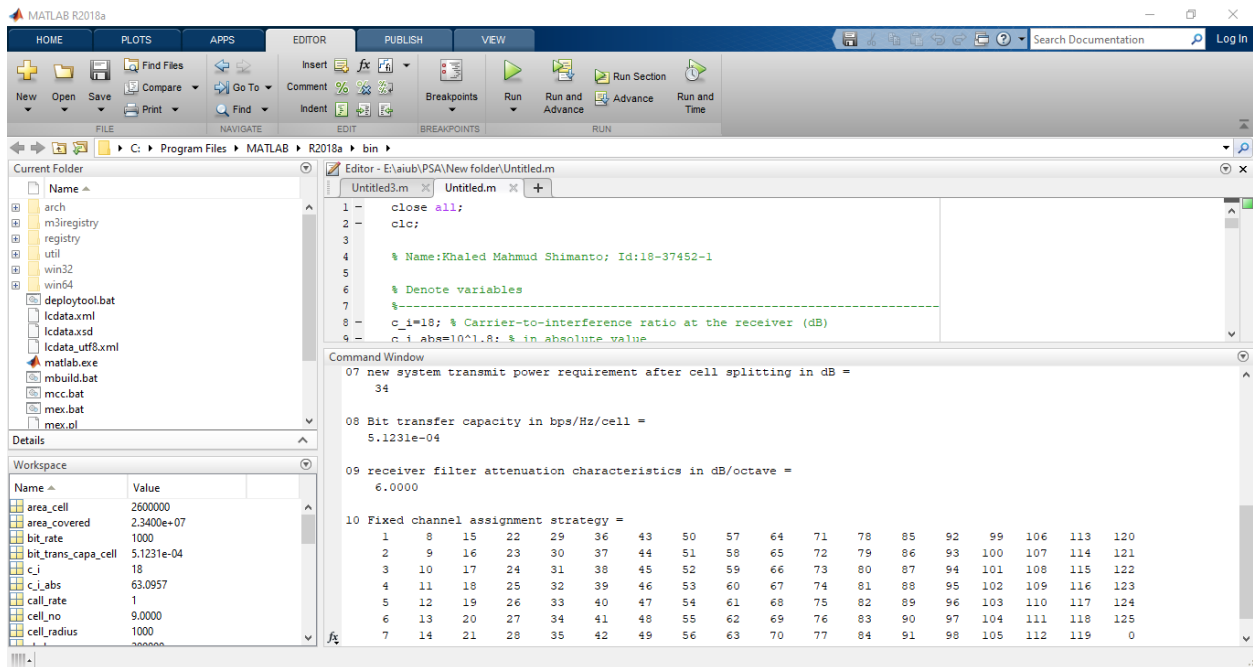 MATLAB R2018a
HOME PLOTS APPS EDITOR PUBLISH VIEW Search Documentation Log In
New Open Save Find Files Compare Print Go To Find Insert fx Comment Indent Breakpoints Run Run and Advance Run Section Advance Run and Time
FILE NAVIGATE EDIT BREAKPOINTS RUN
C: Program Files MATLAB R2018a bin
Current Folder
Name
arch
m3iregistry
registry
util
win32
win64
deploytool.bat
lcdata.xml
lcdata.xsd
lcdata_utf8.xml
matlab.exe
mbuild.bat
mcc.bat
mex.bat
mex.pl
Details
Workspace
Name Value
area_cell 2600000
area_covered 2.3400e+07
bit_rate 1000
bit_trans_capa_cell 5.1231e-04
c_i 18
c_i_abs 63.0957
call_rate 1
cell_no 9.0000
cell_radius 1000
Editor - E:\aiub\PSA\New folder\Untitled.m
Untitled3.m Untitled.m
1 - close all;
2 - clc;
3
4 % Name:Khaled Mahmud Shimanto; Id:18-37452-1
5
6 % Denote variables
7 %--------------------------------------------------------------------------
8 - c_i=18; % Carrier-to-interference ratio at the receiver (dB)
9 - c_i_abs=10^1.8; % in absolute value
Command Window
07 new system transmit power requirement after cell splitting in dB =
34
08 Bit transfer capacity in bps/Hz/cell =
5.1231e-04
09 receiver filter attenuation characteristics in dB/octave =
6.0000
10 Fixed channel assignment strategy =
1 8 15 22 29 36 43 50 57 64 71 78 85 92 99 106 113 120
2 9 16 23 30 37 44 51 58 65 72 79 86 93 100 107 114 121
3 10 17 24 31 38 45 52 59 66 73 80 87 94 101 108 115 122
4 11 18 25 32 39 46 53 60 67 74 81 88 95 102 109 116 123
5 12 19 26 33 40 47 54 61 68 75 82 89 96 103 110 117 124
6 13 20 27 34 41 48 55 62 69 76 83 90 97 104 111 118 125
7 14 21 28 35 42 49 56 63 70 77 84 91 98 105 112 119 0
fx